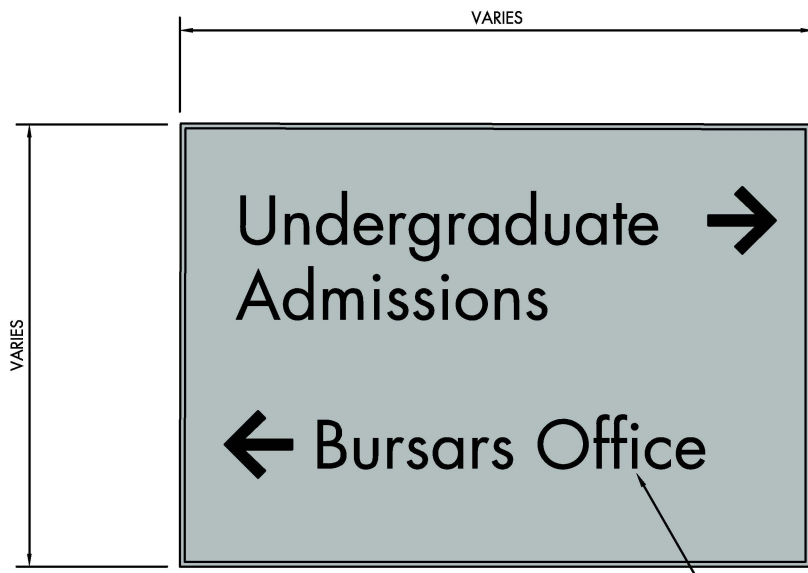 VARIES
VARIES
Undergraduate
Admissions
Bursars Office